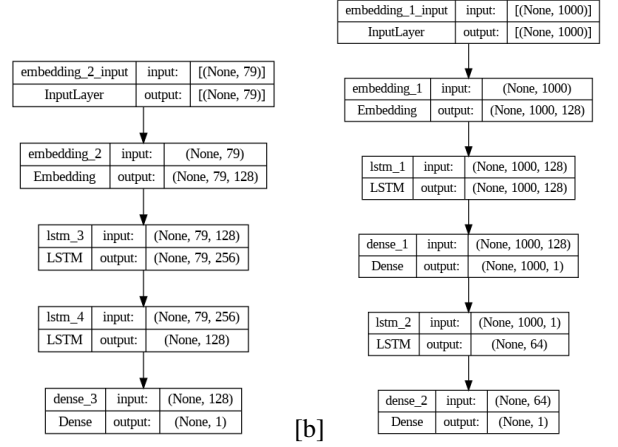 embedding_2_input input: [(None, 79)]
InputLayer output: [(None, 79)]
embedding_2 input: (None, 79)
Embedding output: (None, 79, 128)
lstm_3 input: (None, 79, 128)
LSTM output: (None, 79, 256)
lstm_4 input: (None, 79, 256)
LSTM output: (None, 128)
dense_3 input: (None, 128)
Dense output: (None, 1)
[b]
embedding_1_input input: [(None, 1000)]
InputLayer output: [(None, 1000)]
embedding_1 input: (None, 1000)
Embedding output: (None, 1000, 128)
lstm_1 input: (None, 1000, 128)
LSTM output: (None, 1000, 128)
dense_1 input: (None, 1000, 128)
Dense output: (None, 1000, 1)
lstm_2 input: (None, 1000, 1)
LSTM output: (None, 64)
dense_2 input: (None, 64)
Dense output: (None, 1)